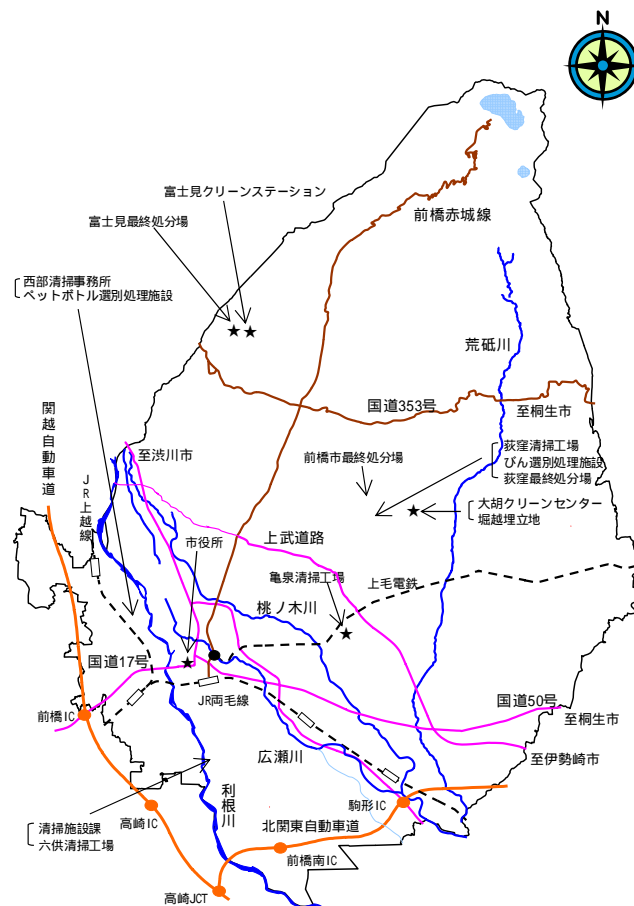 N
富士見クリーンステーション
富士見最終処分場
前橋赤城線
西部清掃事務所
ペットボトル選別処理施設
荒砥川
国道353号
至桐生市
関越自動車道
JR上越線
至渋川市
前橋市最終処分場
荻窪清掃工場
びん選別処理施設
荻窪最終処分場
大胡クリーンセンター
堀越埋立地
上武道路
市役所
亀泉清掃工場
上毛電鉄
桃ノ木川
国道17号
JR両毛線
国道50号
至桐生市
前橋IC
広瀬川
至伊勢崎市
利根川
駒形IC
清掃施設課
六供清掃工場
高崎IC
北関東自動車道
前橋南IC
高崎JCT